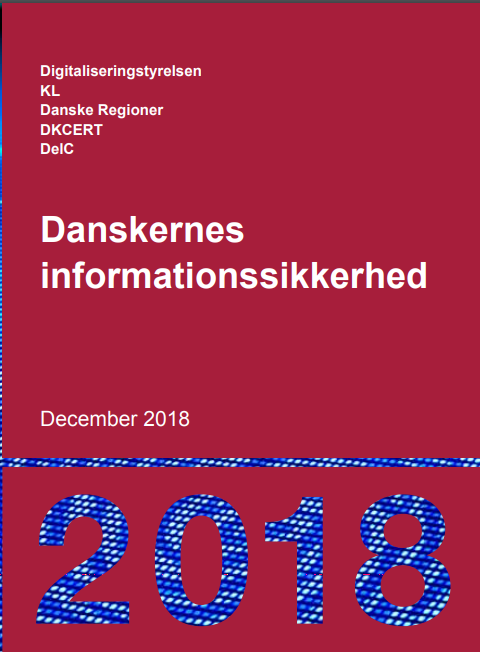 Digitaliseringstyrelsen
KL
Danske Regioner
DKCERT
DeIC
Danskernes
informationssikkerhed
December 2018
2018